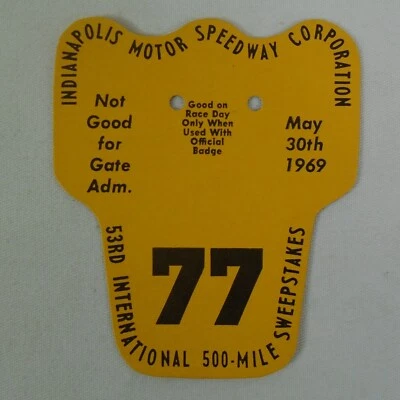 INDIANAPOLIS MOTOR SPEEDWAY CORPORATION
Not
Good
for
Gate
Adm.
Good on
Race Day
Only When
Used With
Official
Badge
May
30th
1969
77
53RD INTERNATIONAL 500-MILE SWEEPSTAKES